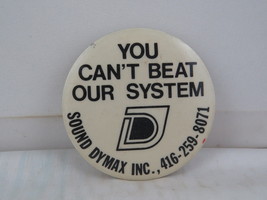 YOU
CAN'T BEAT
OUR SYSTEM
D
SOUND DYMAX INC., 416-259-8071